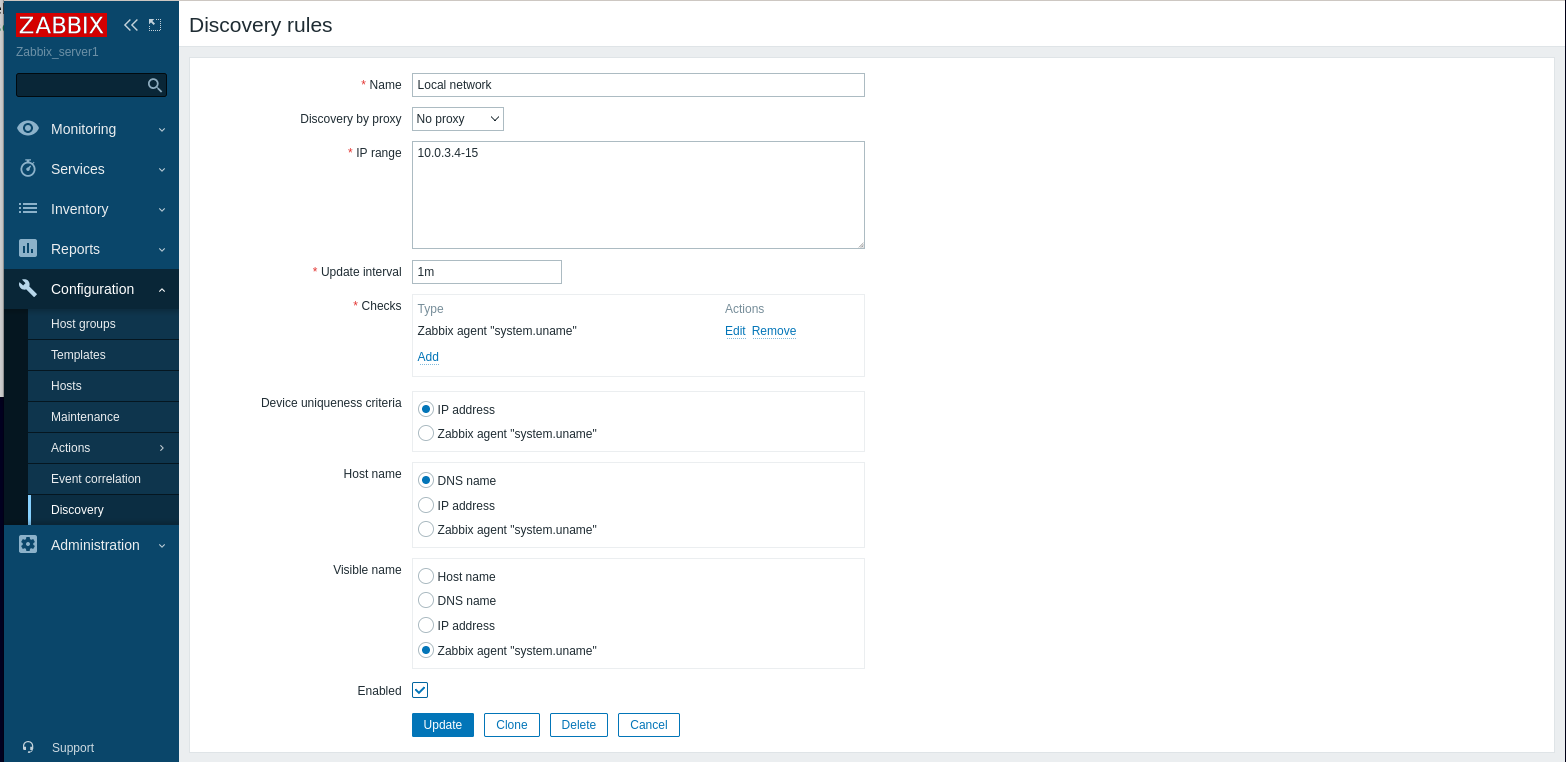 ZABBIX
Zabbix_server1
Monitoring
Services
Inventory
Reports
Configuration
Host groups
Templates
Hosts
Maintenance
Actions
Event correlation
Discovery
Administration
Support
Discovery rules
* Name Local network
Discovery by proxy No proxy
* IP range 10.0.3.4-15
* Update interval 1m
* Checks Type Actions
Zabbix agent "system.uname" Edit Remove
Add
Device uniqueness criteria IP address
Zabbix agent "system.uname"
Host name DNS name
IP address
Zabbix agent "system.uname"
Visible name Host name
DNS name
IP address
Zabbix agent "system.uname"
Enabled
Update Clone Delete Cancel